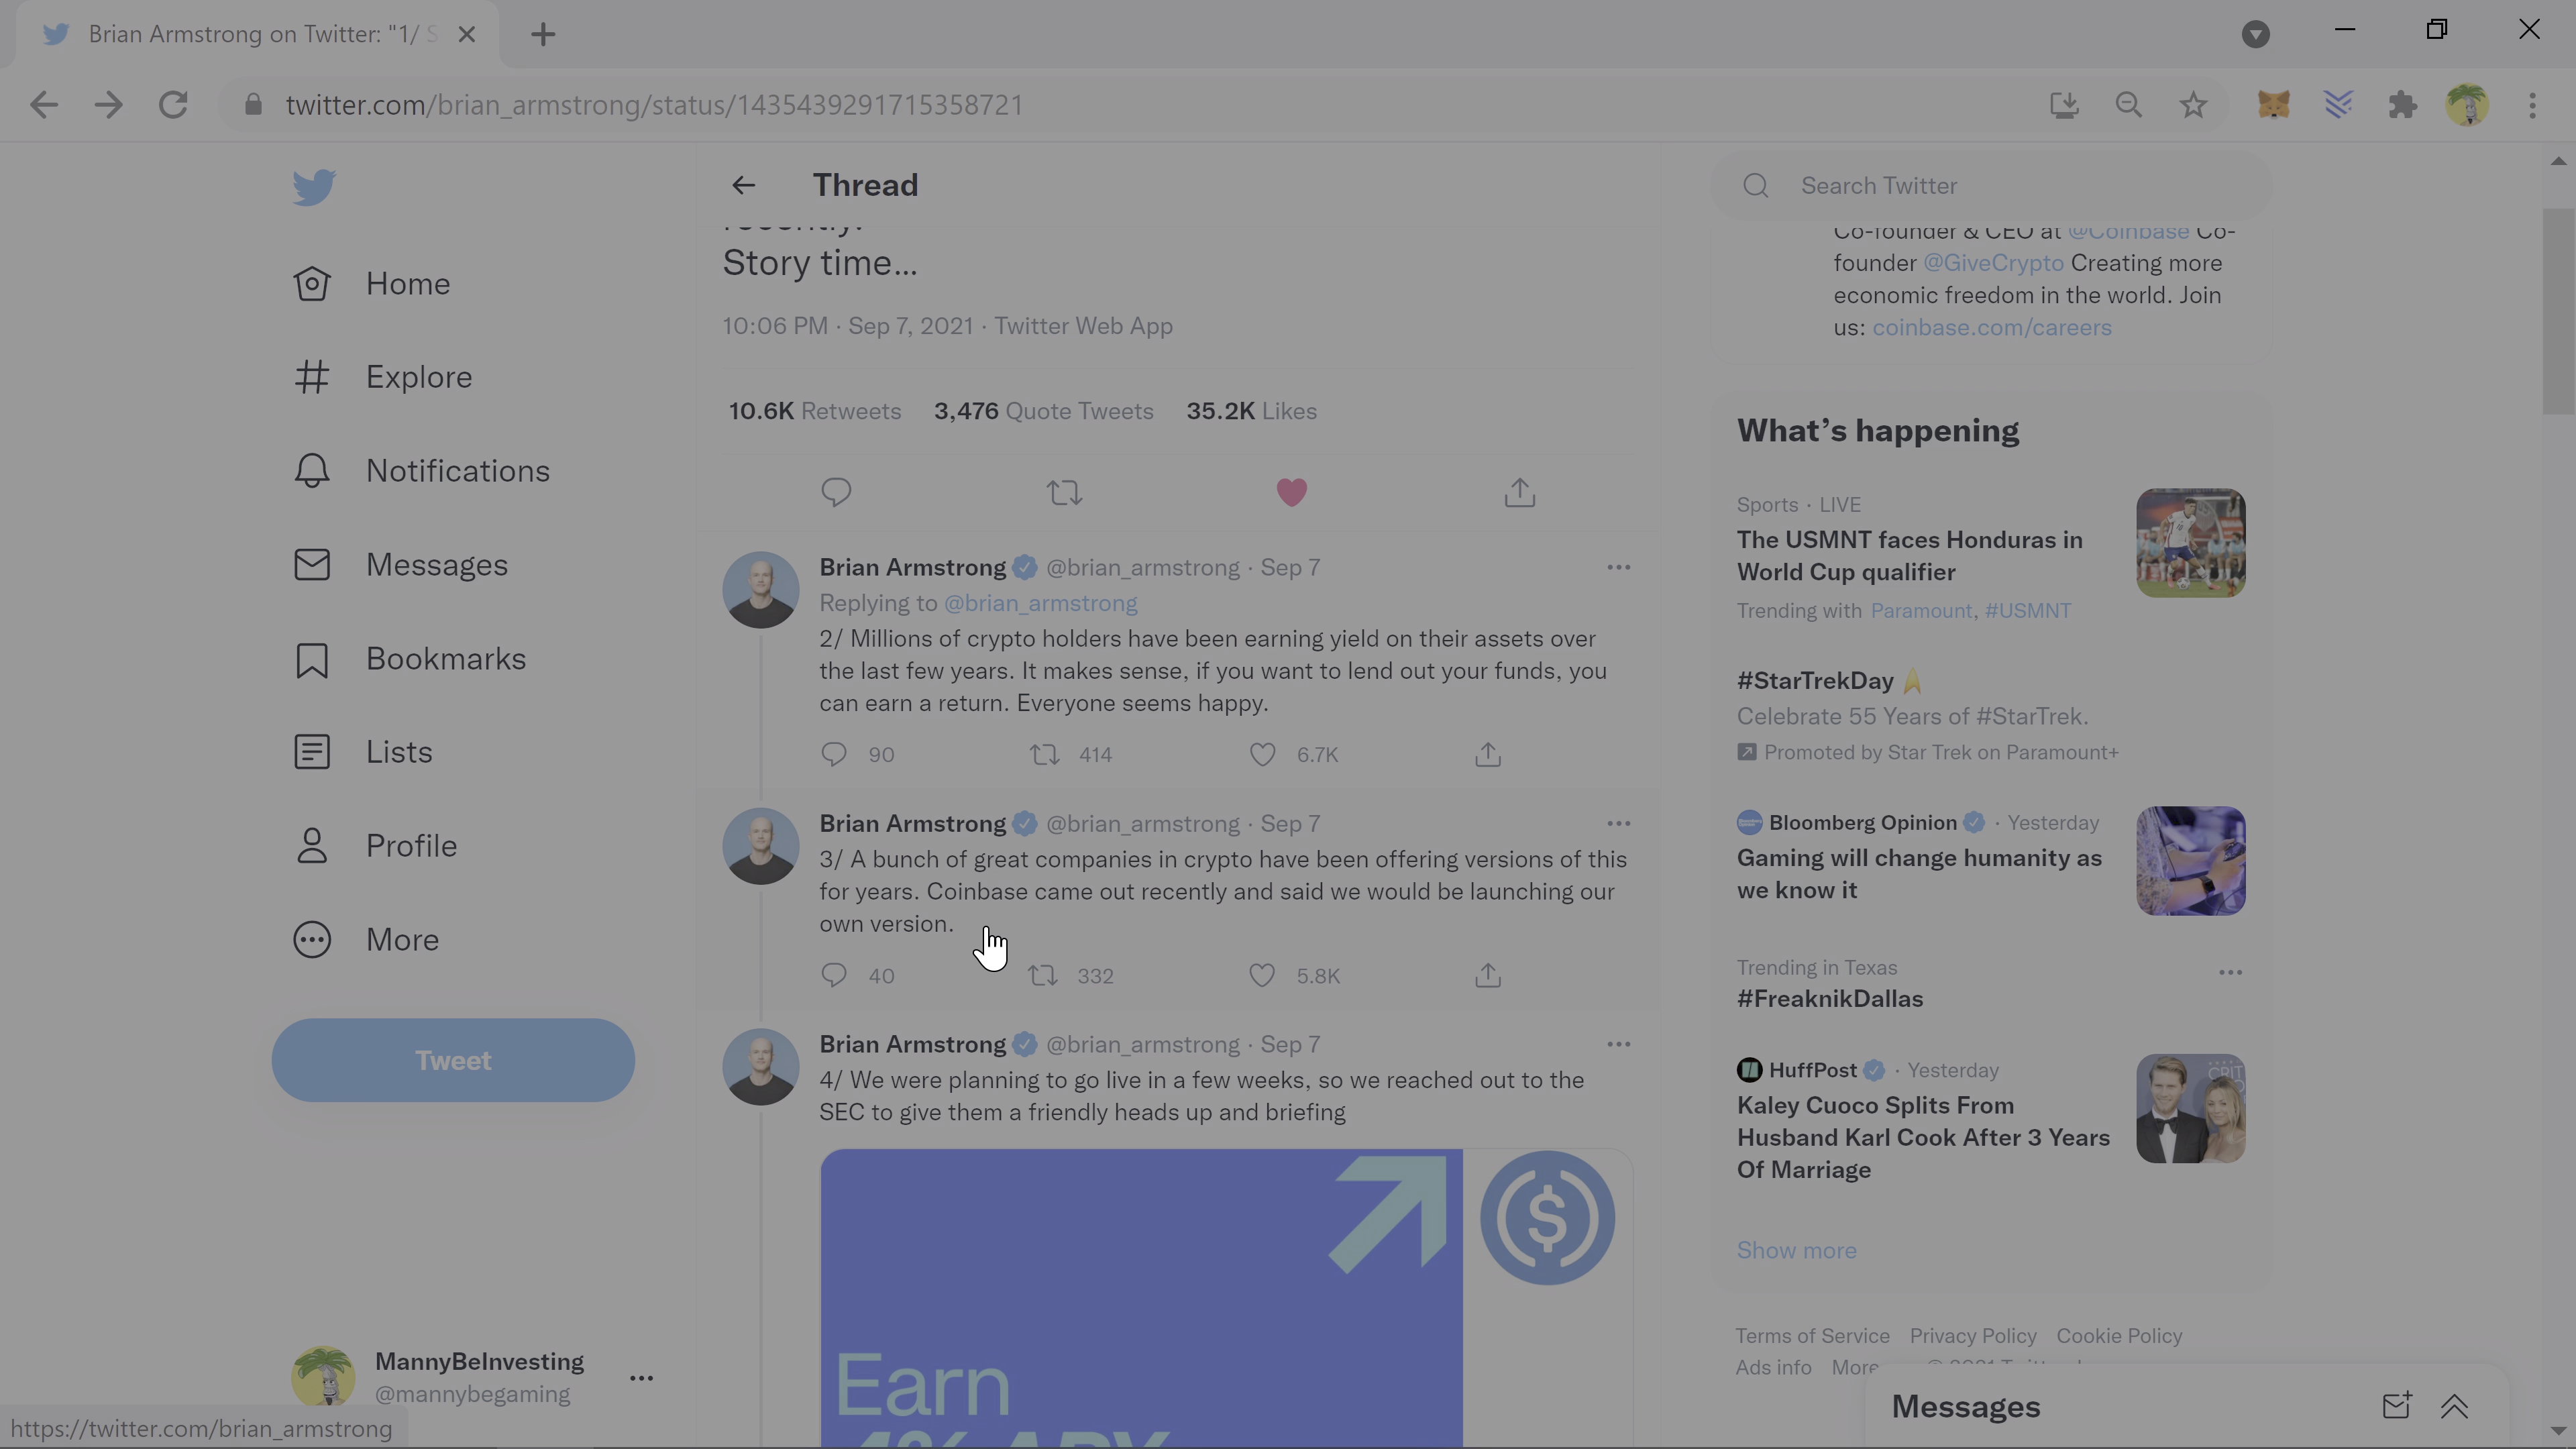 Brian Armstrong on Twitter: "1/ S
twitter.com/brian_armstrong/status/1435439291715358721
Home
Explore
Notifications
Messages
Bookmarks
Lists
Profile
More
Tweet
MannyBeInvesting
@mannybegaming
https://twitter.com/brian_armstrong
Thread
recently.
Story time...
10:06 PM · Sep 7, 2021 · Twitter Web App
10.6K Retweets 3,476 Quote Tweets 35.2K Likes
Brian Armstrong @brian_armstrong · Sep 7
Replying to @brian_armstrong
2/ Millions of crypto holders have been earning yield on their assets over
the last few years. It makes sense, if you want to lend out your funds, you
can earn a return. Everyone seems happy.
90 414 6.7K
Brian Armstrong @brian_armstrong · Sep 7
3/ A bunch of great companies in crypto have been offering versions of this
for years. Coinbase came out recently and said we would be launching our
own version.
40 332 5.8K
Brian Armstrong @brian_armstrong · Sep 7
4/ We were planning to go live in a few weeks, so we reached out to the
SEC to give them a friendly heads up and briefing
Earn
4% APY
Search Twitter
Co-founder & CEO at @Coinbase Co-
founder @GiveCrypto Creating more
economic freedom in the world. Join
us: coinbase.com/careers
What's happening
Sports · LIVE
The USMNT faces Honduras in
World Cup qualifier
Trending with Paramount, #USMNT
#StarTrekDay
Celebrate 55 Years of #StarTrek.
Promoted by Star Trek on Paramount+
Bloomberg Opinion · Yesterday
Gaming will change humanity as
we know it
Trending in Texas
#FreaknikDallas
HuffPost · Yesterday
Kaley Cuoco Splits From
Husband Karl Cook After 3 Years
Of Marriage
Show more
Terms of Service Privacy Policy Cookie Policy
Ads info More © 2021 Twitter, I
Messages